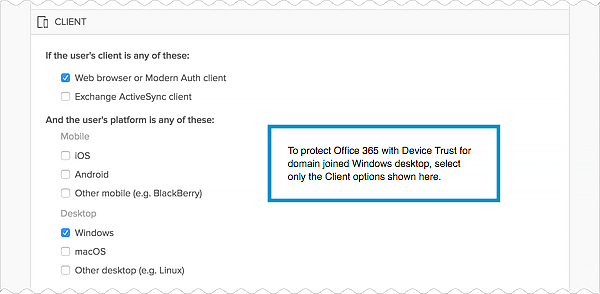 CLIENT
If the user's client is any of these:
Web browser or Modern Auth client
Exchange ActiveSync client
And the user's platform is any of these:
Mobile
iOS
Android
Other mobile (e.g. BlackBerry)
Desktop
Windows
macOS
Other desktop (e.g. Linux)
To protect Office 365 with Device Trust for
domain joined Windows desktop, select
only the Client options shown here.